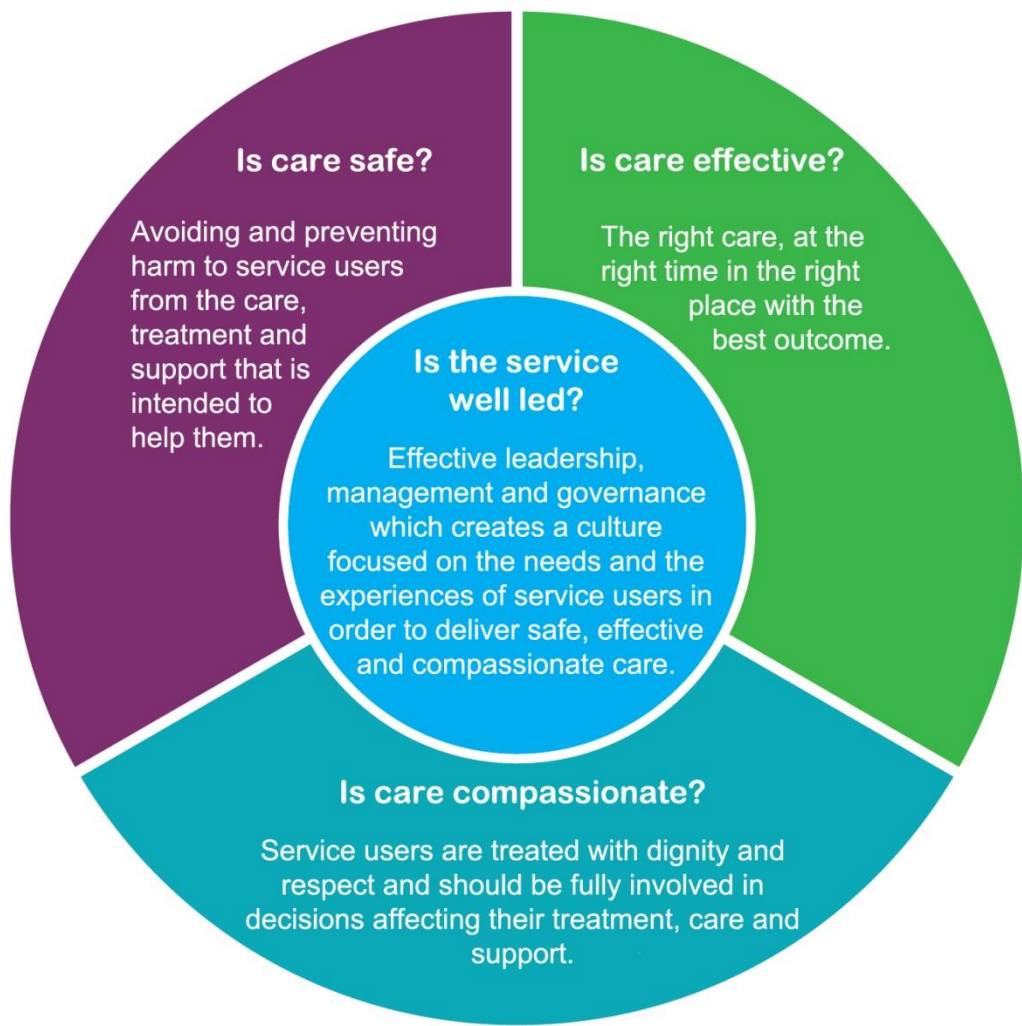 Is care safe?
Avoiding and preventing
harm to service users
from the care,
treatment and
support that is
intended to
help them.
Is care effective?
The right care, at the
right time in the right
place with the
best outcome.
Is the service
well led?
Effective leadership,
management and governance
which creates a culture
focused on the needs and the
experiences of service users in
order to deliver safe, effective
and compassionate care.
Is care compassionate?
Service users are treated with dignity and
respect and should be fully involved in
decisions affecting their treatment, care and
support.